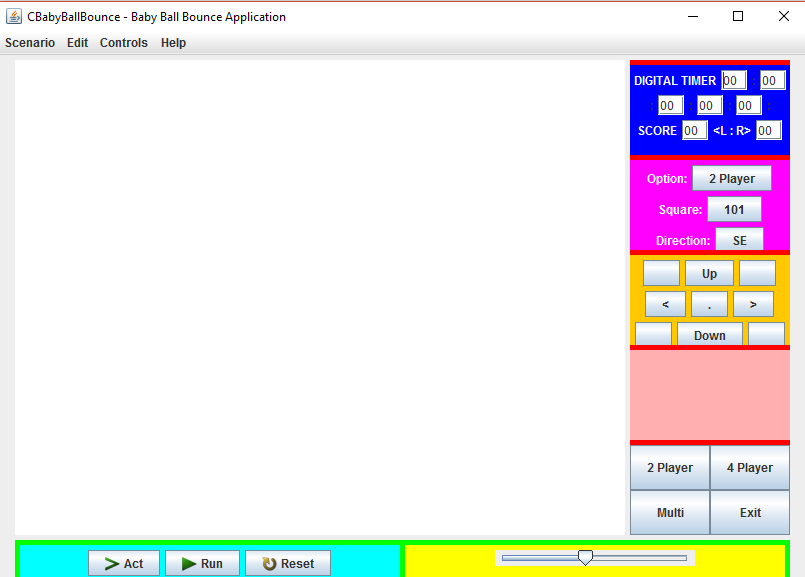 CBabyBallBounce - Baby Ball Bounce Application
Scenario Edit Controls Help
DIGITAL TIMER 00 : 00
: 00 : 00 : 00 :
SCORE 00 <L : R> 00
Option: 2 Player
Square: 101
Direction: SE
Up
< . >
Down
2 Player 4 Player
Multi Exit
Act Run Reset